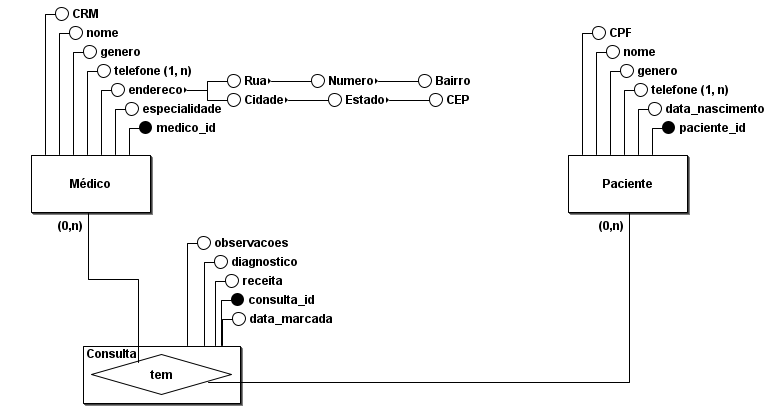 CRM
nome
genero
telefone (1, n)
endereco
Rua
Numero
Bairro
Cidade
Estado
CEP
especialidade
medico_id
Médico
(0,n)
CPF
nome
genero
telefone (1, n)
data_nascimento
paciente_id
Paciente
(0,n)
observacoes
diagnostico
receita
consulta_id
data_marcada
Consulta
tem